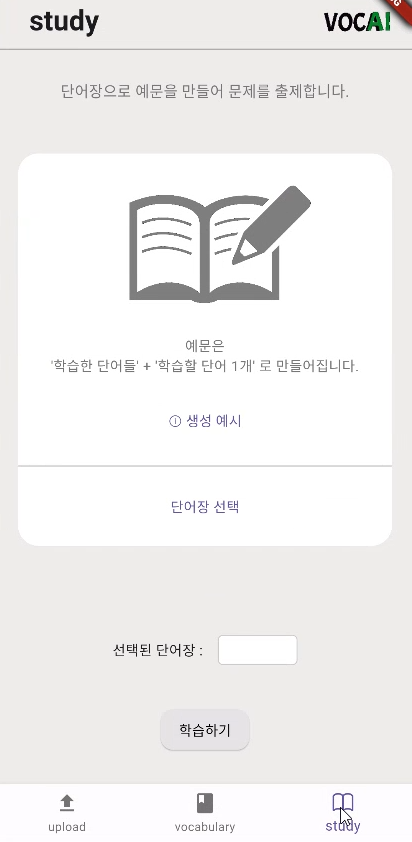 study
VOCAI
단어장으로 예문을 만들어 문제를 출제합니다.
예문은
'학습한 단어들' + '학습할 단어 1개' 로 만들어집니다.
ⓘ 생성 예시
단어장 선택
선택된 단어장 :
학습하기
upload
vocabulary
study